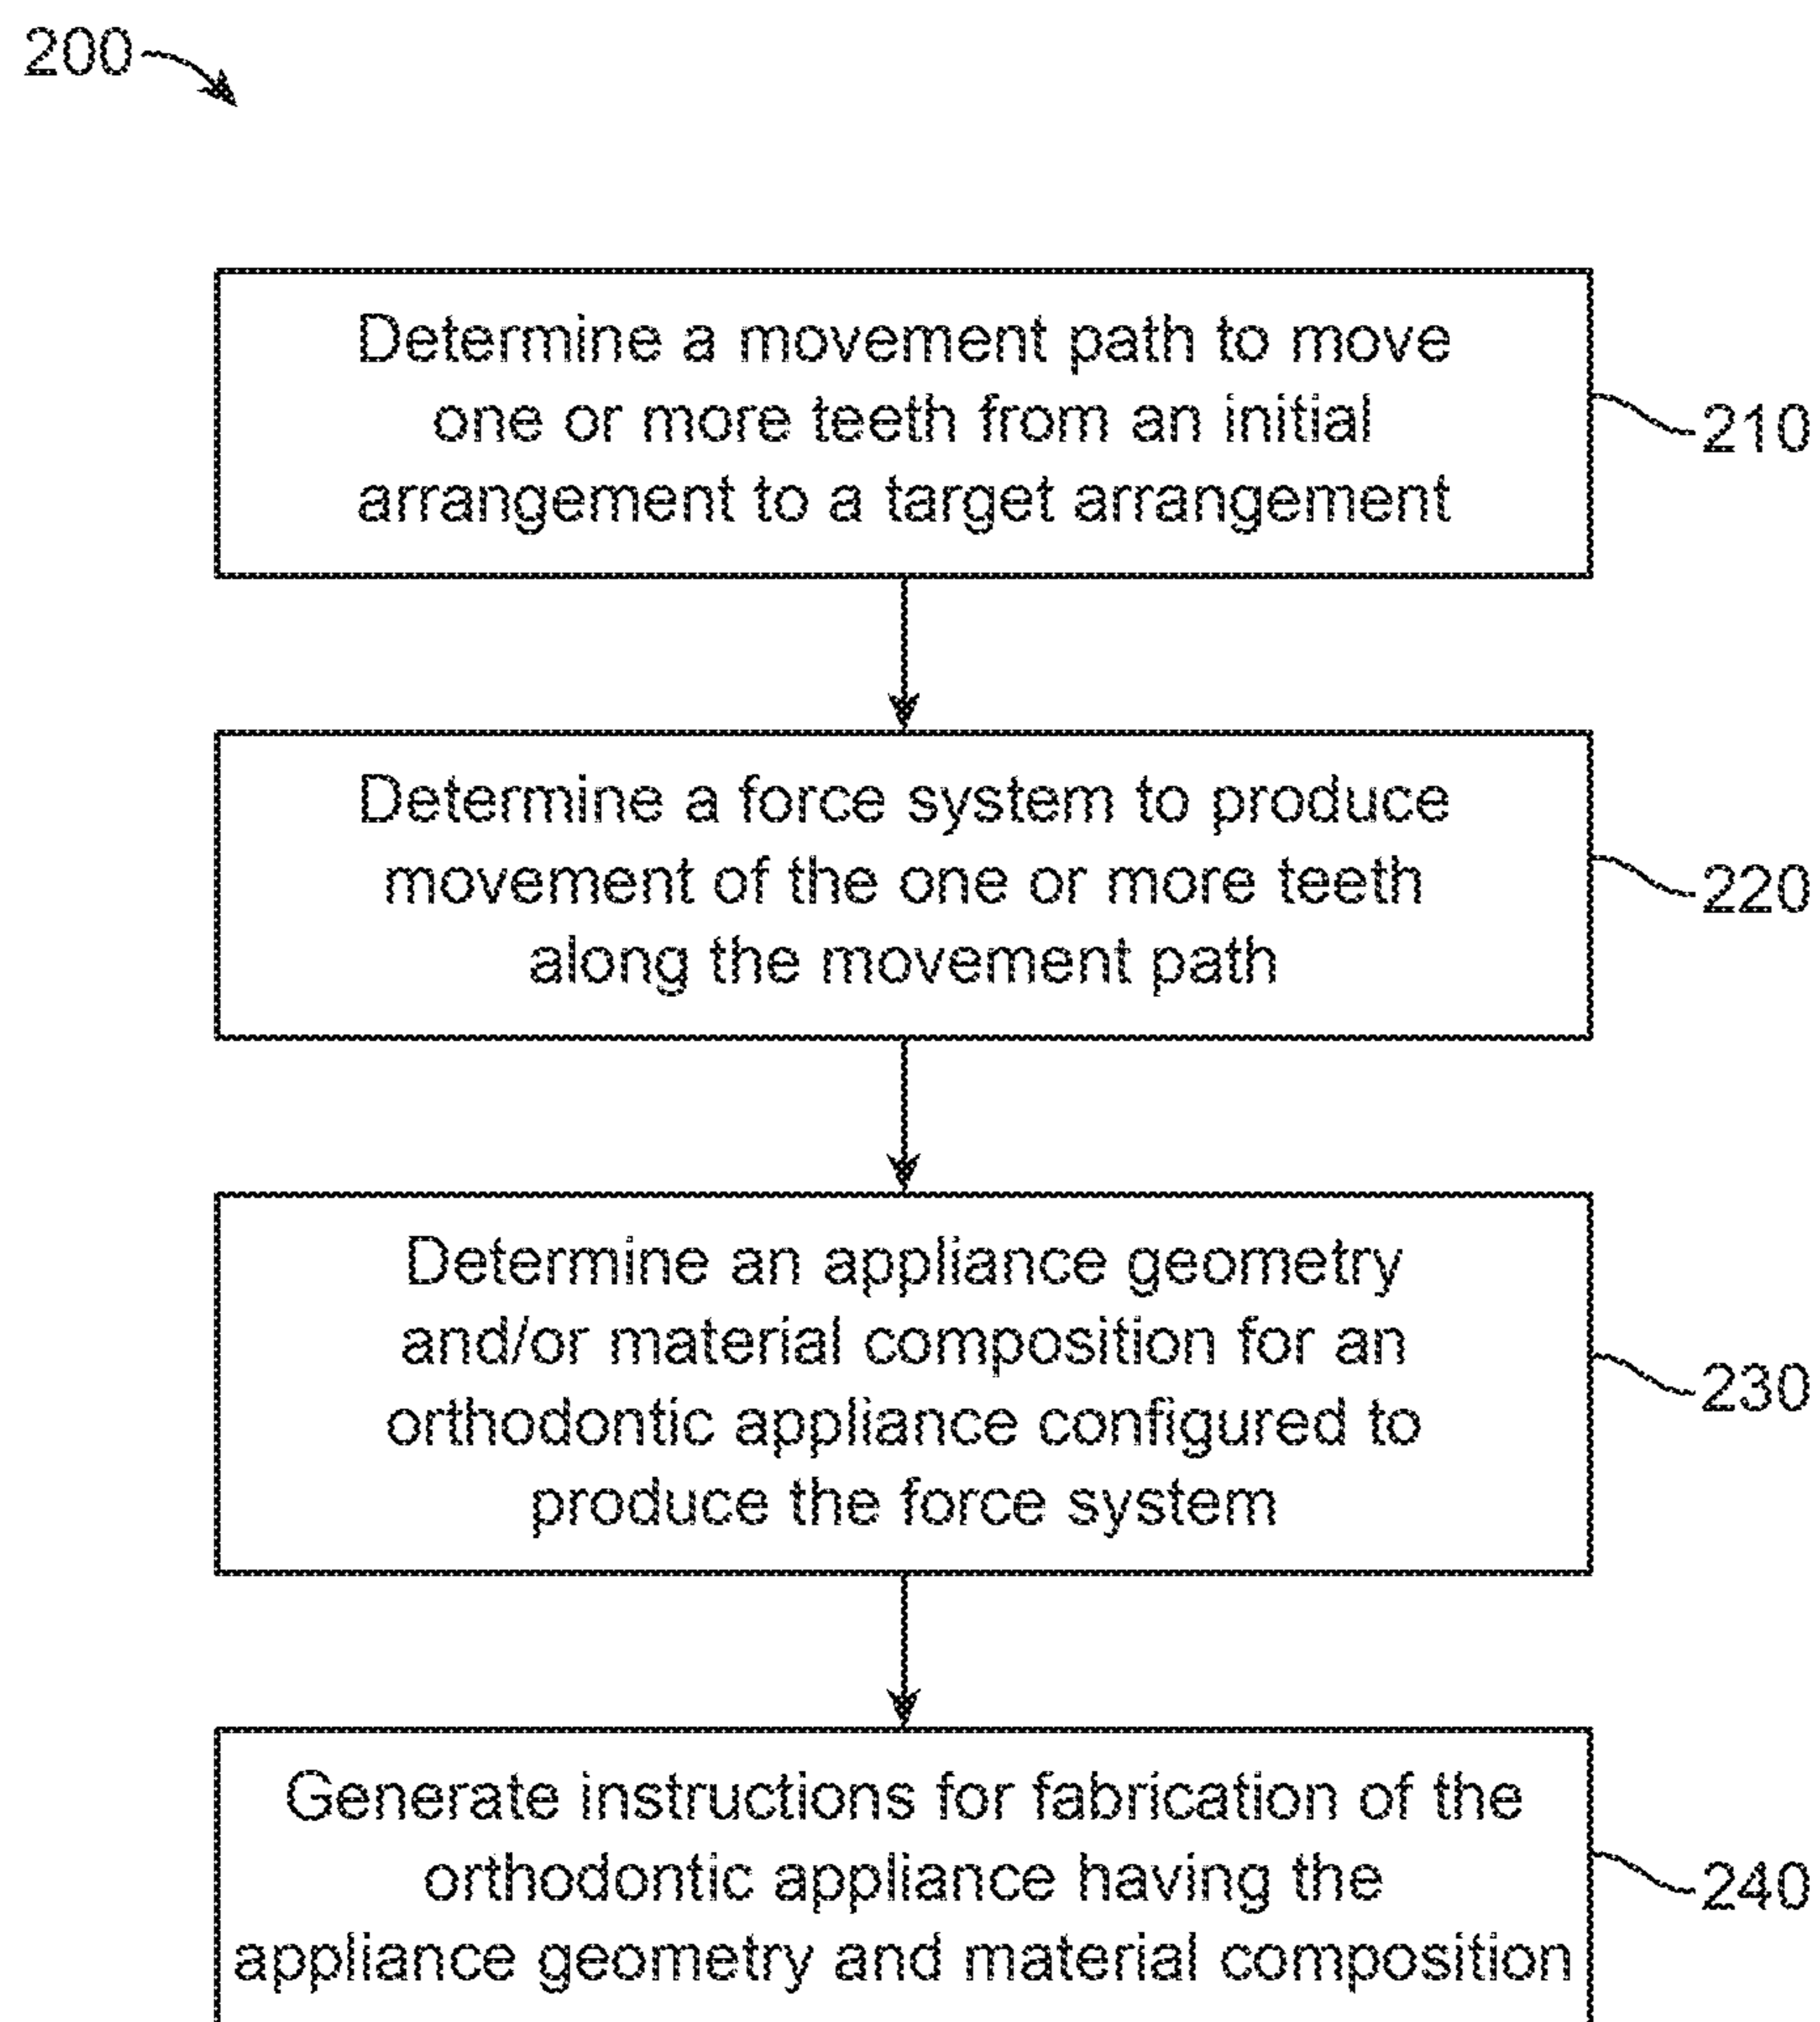 200
Determine a movement path to move
one or more teeth from an initial
arrangement to a target arrangement
210
Determine a force system to produce
movement of the one or more teeth
along the movement path
220
Determine an appliance geometry
and/or material composition for an
orthodontic appliance configured to
produce the force system
230
Generate instructions for fabrication of the
orthodontic appliance having the
appliance geometry and material composition
240